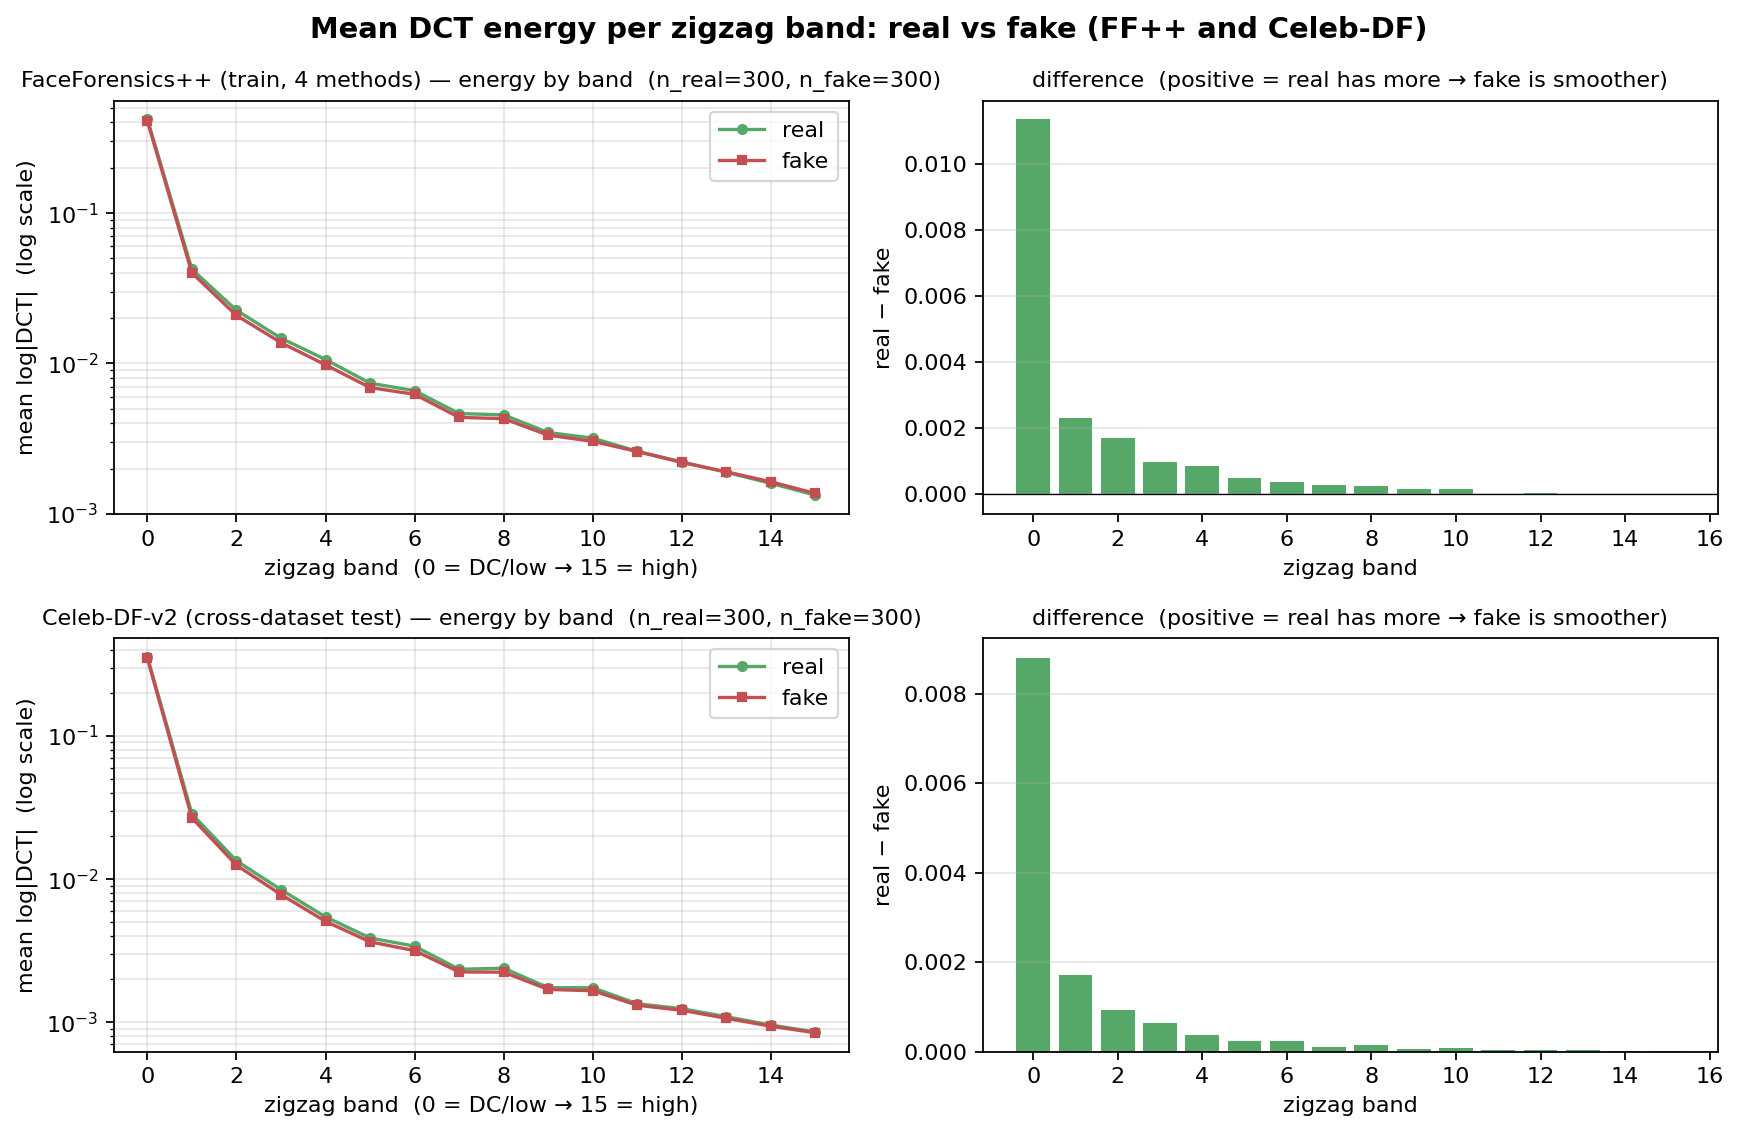 Mean DCT energy per zigzag band: real vs fake (FF++ and Celeb-DF)
FaceForensics++ (train, 4 methods) — energy by band  (n_real=300, n_fake=300)
mean log|DCT|  (log scale)
10⁻¹
10⁻²
10⁻³
real
fake
0 2 4 6 8 10 12 14
zigzag band  (0 = DC/low → 15 = high)
difference  (positive = real has more → fake is smoother)
real − fake
0.010
0.008
0.006
0.004
0.002
0.000
0 2 4 6 8 10 12 14 16
zigzag band
Celeb-DF-v2 (cross-dataset test) — energy by band  (n_real=300, n_fake=300)
mean log|DCT|  (log scale)
10⁻¹
10⁻²
10⁻³
real
fake
0 2 4 6 8 10 12 14
zigzag band  (0 = DC/low → 15 = high)
difference  (positive = real has more → fake is smoother)
real − fake
0.008
0.006
0.004
0.002
0.000
0 2 4 6 8 10 12 14 16
zigzag band